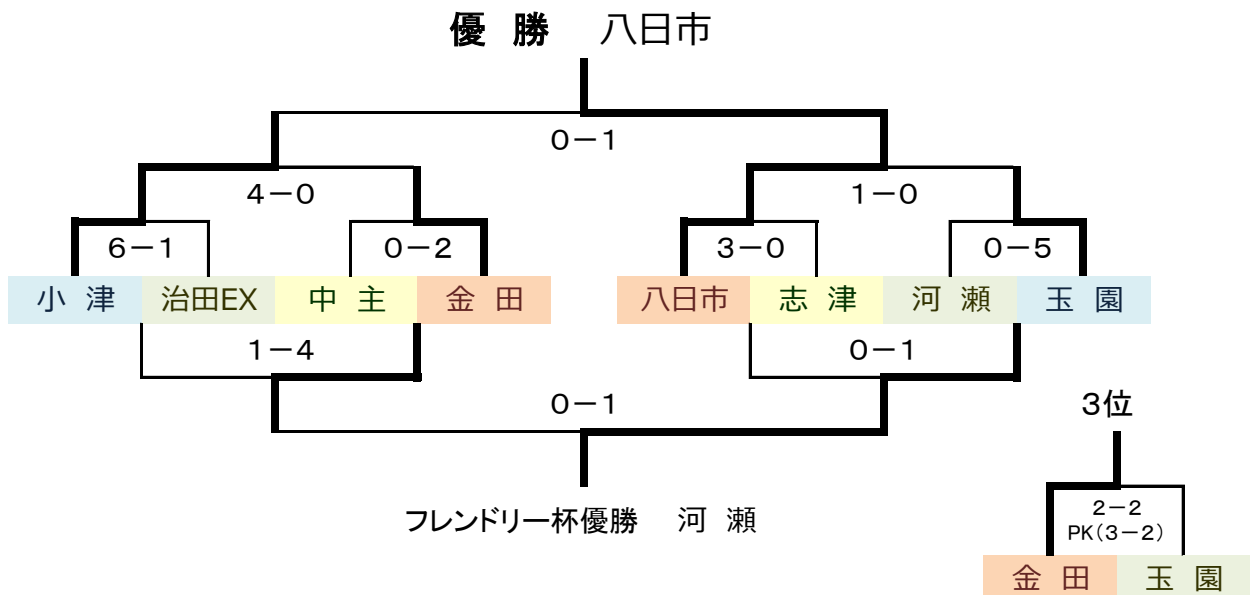 優 勝 八日市
0-1
4-0 1-0
6-1 0-2 3-0 0-5
小 津 治田EX 中 主 金 田 八日市 志 津 河 瀬 玉 園
1-4 0-1
0-1
3位
フレンドリー杯優勝 河 瀬
2-2
PK(3-2)
金 田 玉 園